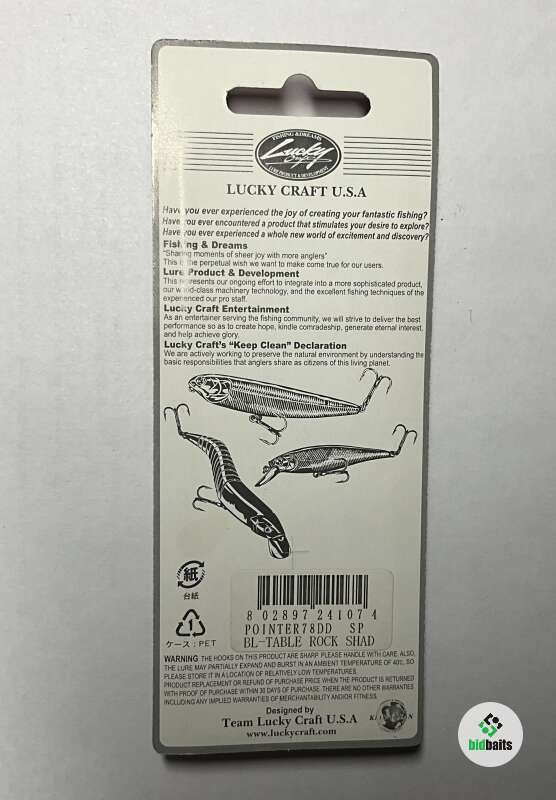 FISHING & DREAMS
Lucky
Craft
LURE PRODUCT & DEVELOPMENT
LUCKY CRAFT U.S.A
Have you ever experienced the joy of creating your fantastic fishing?
Have you ever encountered a product that stimulates your desire to explore?
Have you ever experienced a whole new world of excitement and discovery?
Fishing & Dreams
"Sharing moments of sheer joy with more anglers"
This is the perpetual wish we want to make come true for our users.
Lure Product & Development
This represents our ongoing effort to integrate into a more sophisticated product,
our world-class machinery technology, and the excellent fishing techniques of the
experienced our pro staff.
Lucky Craft Entertainment
As an entertainer serving the fishing community, we will strive to deliver the best
performance so as to create hope, kindle comradeship, generate eternal interest,
and help achieve glory.
Lucky Craft's "Keep Clean" Declaration
We are actively working to preserve the natural environment by understanding the
basic responsibilities that anglers share as citizens of this living planet.
紙
台紙
1
ケース:PET
8 02897 24107 4
POINTER78DD SP
BL-TABLE ROCK SHAD
WARNING THE HOOKS ON THIS PRODUCT ARE SHARP. PLEASE HANDLE WITH CARE. ALSO,
THE LURE MAY PARTIALLY EXPAND AND BURST IN AN AMBIENT TEMPERATURE OF 40℃, SO
PLEASE STORE IT IN A LOCATION OF RELATIVELY LOW TEMPERATURES.
PRODUCT REPLACEMENT OR REFUND OF PURCHASE PRICE WHEN THE PRODUCT IS RETURNED
WITH PROOF OF PURCHASE WITHIN 30 DAYS OF PURCHASE. THERE ARE NO OTHER WARRANTIES
INCLUDING ANY IMPLIED WARRANTIES OF MERCHANTABILITY AND/OR FITNESS.
Designed by
Team Lucky Craft U.S.A
www.luckycraft.com
bidbaits